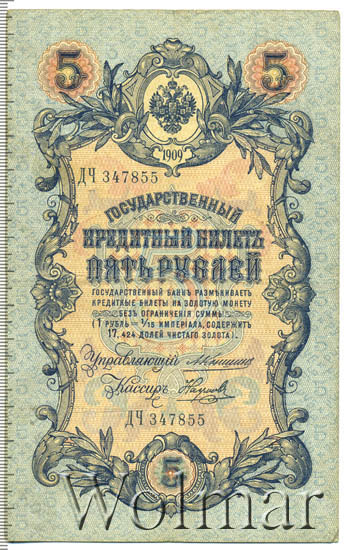 5 5
1909
ДЧ 347855
ГОСУДАРСТВЕННЫЙ
КРЕДИТНЫЙ БИЛЕТЪ
ПЯТЬ РУБЛЕЙ
ГОСУДАРСТВЕННЫЙ БАНКЪ РАЗМѢНИВАЕТЪ
КРЕДИТНЫЕ БИЛЕТЫ НА ЗОЛОТУЮ МОНЕТУ
БЕЗЪ ОГРАНИЧЕНІЯ СУММЫ
(1 РУБЛЬ = 1/15 ИМПЕРІАЛА, СОДЕРЖИТЪ
17,424 ДОЛЕЙ ЧИСТАГО ЗОЛОТА).
Управляющій
Кассиръ
ДЧ 347855
5
Wolmar